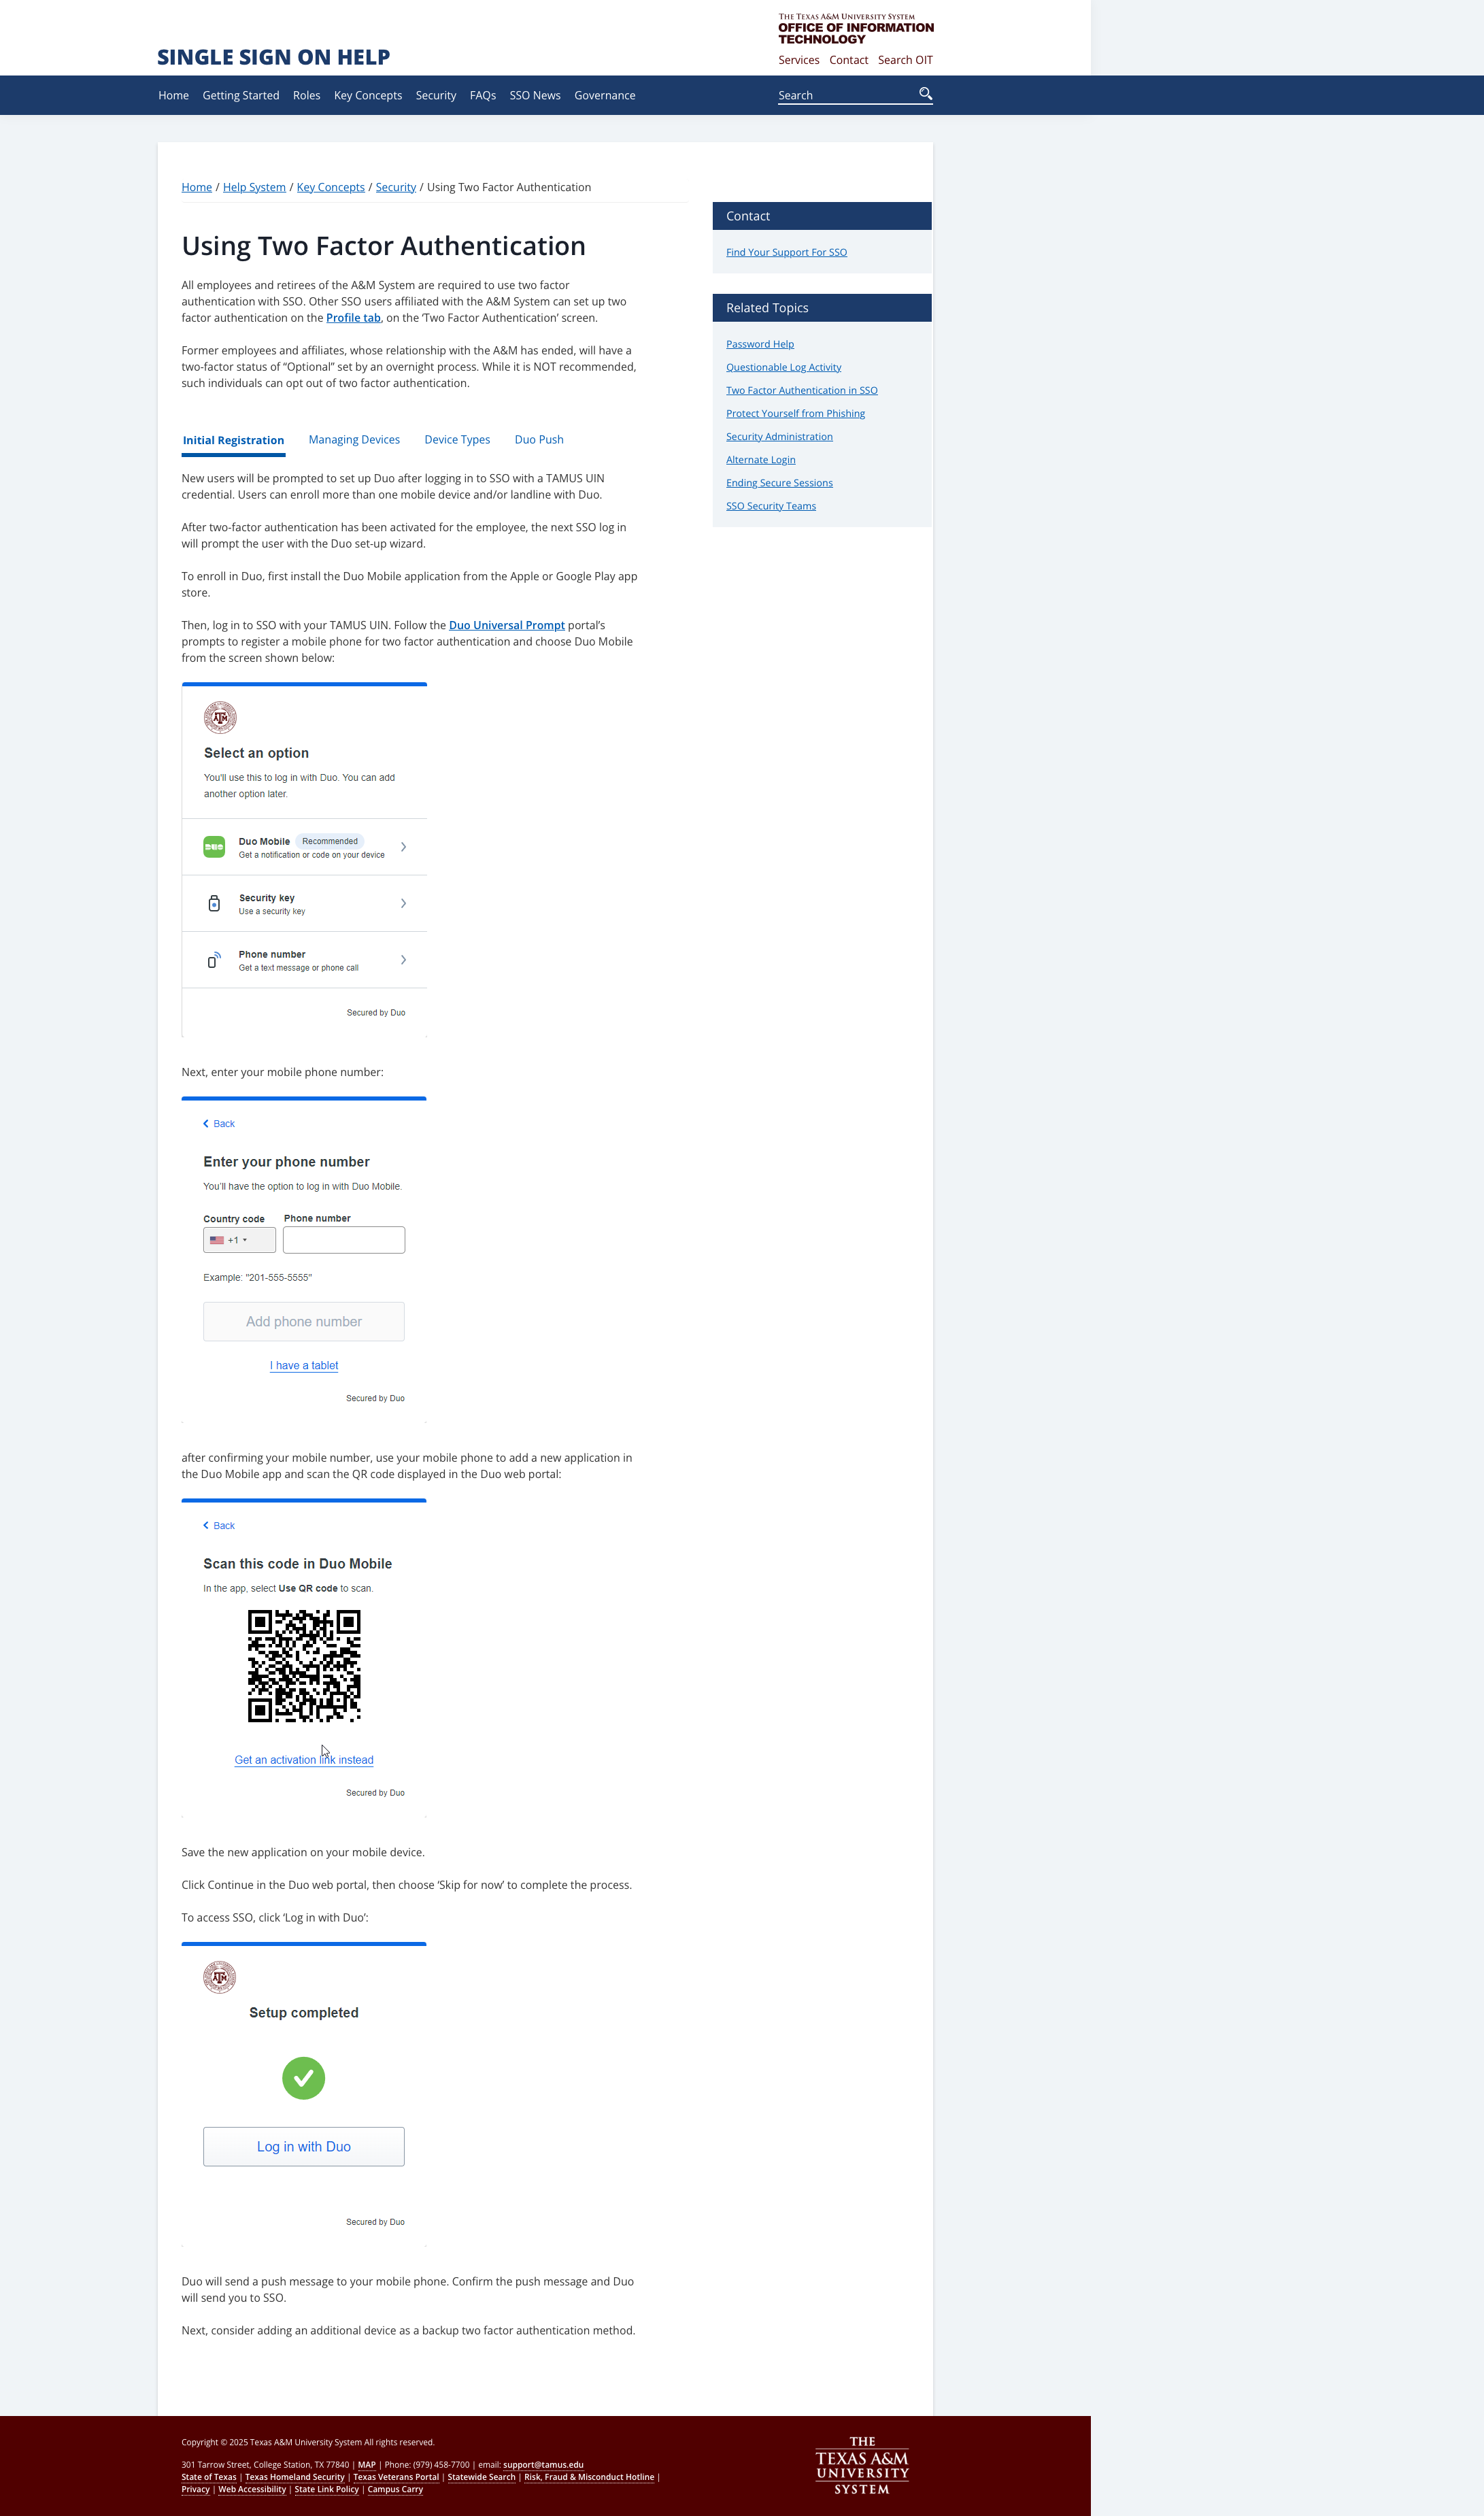 THE TEXAS A&M UNIVERSITY SYSTEM
OFFICE OF INFORMATION
TECHNOLOGY
SINGLE SIGN ON HELP
Services Contact Search OIT
Home Getting Started Roles Key Concepts Security FAQs SSO News Governance
Search
Home / Help System / Key Concepts / Security / Using Two Factor Authentication
Using Two Factor Authentication
All employees and retirees of the A&M System are required to use two factor
authentication with SSO. Other SSO users affiliated with the A&M System can set up two
factor authentication on the Profile tab, on the ‘Two Factor Authentication’ screen.
Former employees and affiliates, whose relationship with the A&M has ended, will have a
two-factor status of “Optional” set by an overnight process. While it is NOT recommended,
such individuals can opt out of two factor authentication.
Contact
Find Your Support For SSO
Related Topics
Password Help
Questionable Log Activity
Two Factor Authentication in SSO
Protect Yourself from Phishing
Security Administration
Alternate Login
Ending Secure Sessions
SSO Security Teams
Initial Registration Managing Devices Device Types Duo Push
New users will be prompted to set up Duo after logging in to SSO with a TAMUS UIN
credential. Users can enroll more than one mobile device and/or landline with Duo.
After two-factor authentication has been activated for the employee, the next SSO log in
will prompt the user with the Duo set-up wizard.
To enroll in Duo, first install the Duo Mobile application from the Apple or Google Play app
store.
Then, log in to SSO with your TAMUS UIN. Follow the Duo Universal Prompt portal’s
prompts to register a mobile phone for two factor authentication and choose Duo Mobile
from the screen shown below:
Select an option
You'll use this to log in with Duo. You can add
another option later.
Duo Mobile Recommended
Get a notification or code on your device
Security key
Use a security key
Phone number
Get a text message or phone call
Secured by Duo
Next, enter your mobile phone number:
Back
Enter your phone number
You'll have the option to log in with Duo Mobile.
Country code Phone number
+1
Example: "201-555-5555"
Add phone number
I have a tablet
Secured by Duo
after confirming your mobile number, use your mobile phone to add a new application in
the Duo Mobile app and scan the QR code displayed in the Duo web portal:
Back
Scan this code in Duo Mobile
In the app, select Use QR code to scan.
Get an activation link instead
Secured by Duo
Save the new application on your mobile device.
Click Continue in the Duo web portal, then choose ‘Skip for now’ to complete the process.
To access SSO, click ‘Log in with Duo’:
Setup completed
Log in with Duo
Secured by Duo
Duo will send a push message to your mobile phone. Confirm the push message and Duo
will send you to SSO.
Next, consider adding an additional device as a backup two factor authentication method.
Copyright © 2025 Texas A&M University System All rights reserved.
301 Tarrow Street, College Station, TX 77840 | MAP | Phone: (979) 458-7700 | email: support@tamus.edu
State of Texas | Texas Homeland Security | Texas Veterans Portal | Statewide Search | Risk, Fraud & Misconduct Hotline |
Privacy | Web Accessibility | State Link Policy | Campus Carry
THE
TEXAS A&M
UNIVERSITY
SYSTEM